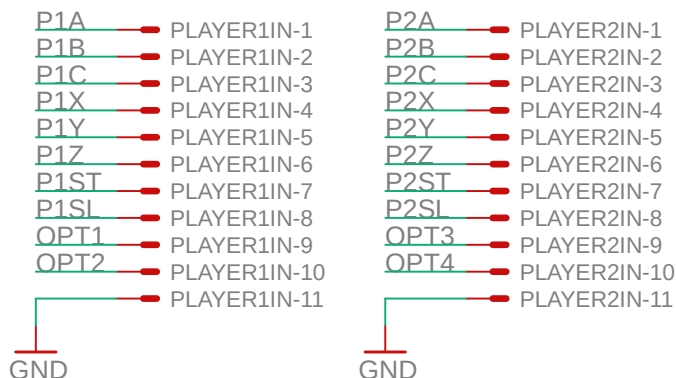 P1A PLAYER1IN-1
P1B PLAYER1IN-2
P1C PLAYER1IN-3
P1X PLAYER1IN-4
P1Y PLAYER1IN-5
P1Z PLAYER1IN-6
P1ST PLAYER1IN-7
P1SL PLAYER1IN-8
OPT1 PLAYER1IN-9
OPT2 PLAYER1IN-10
PLAYER1IN-11
GND
P2A PLAYER2IN-1
P2B PLAYER2IN-2
P2C PLAYER2IN-3
P2X PLAYER2IN-4
P2Y PLAYER2IN-5
P2Z PLAYER2IN-6
P2ST PLAYER2IN-7
P2SL PLAYER2IN-8
OPT3 PLAYER2IN-9
OPT4 PLAYER2IN-10
PLAYER2IN-11
GND